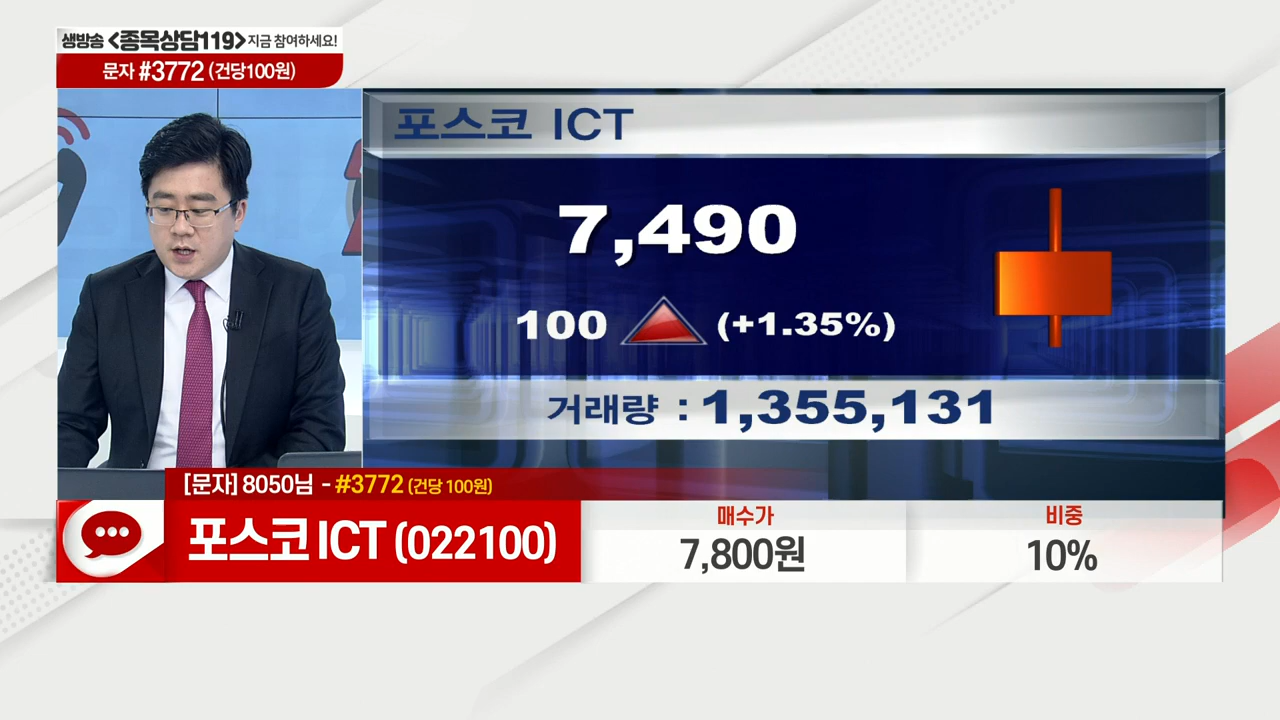 생방송 <종목상담119> 지금 참여하세요!
문자 #3772 (건당100원)
포스코 ICT
7,490
100 (+1.35%)
거래량 : 1,355,131
[문자] 8050님 - #3772 (건당 100원)
포스코 ICT (022100)
매수가
7,800원
비중
10%